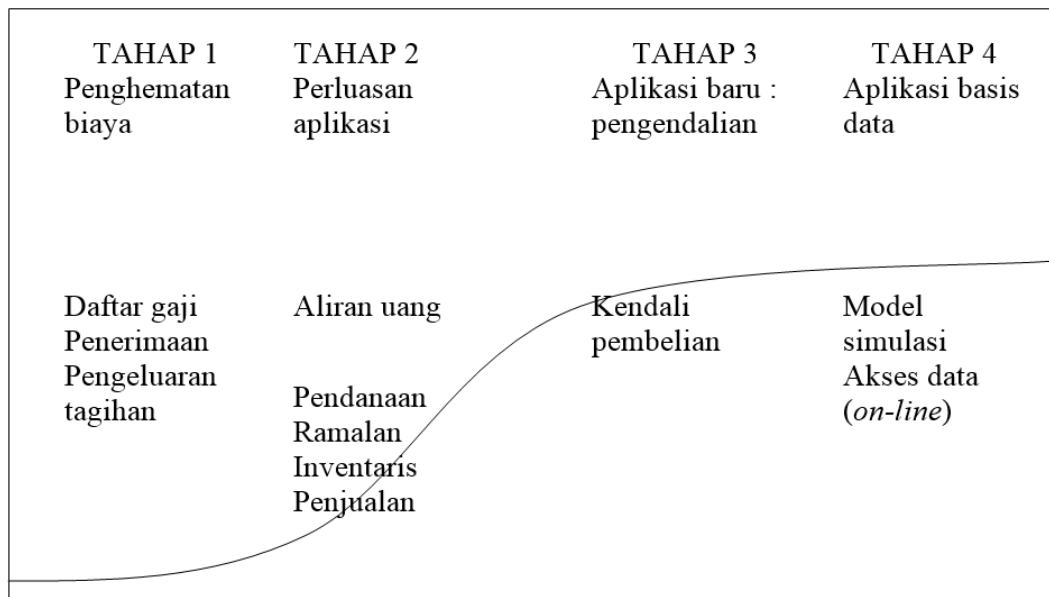 TAHAP 1
Penghematan
biaya
Daftar gaji
Penerimaan
Pengeluaran
tagihan
TAHAP 2
Perluasan
aplikasi
Aliran uang
Pendanaan
Ramalan
Inventaris
Penjualan
TAHAP 3
Aplikasi baru :
pengendalian
Kendali
pembelian
TAHAP 4
Aplikasi basis
data
Model
simulasi
Akses data
(on-line)